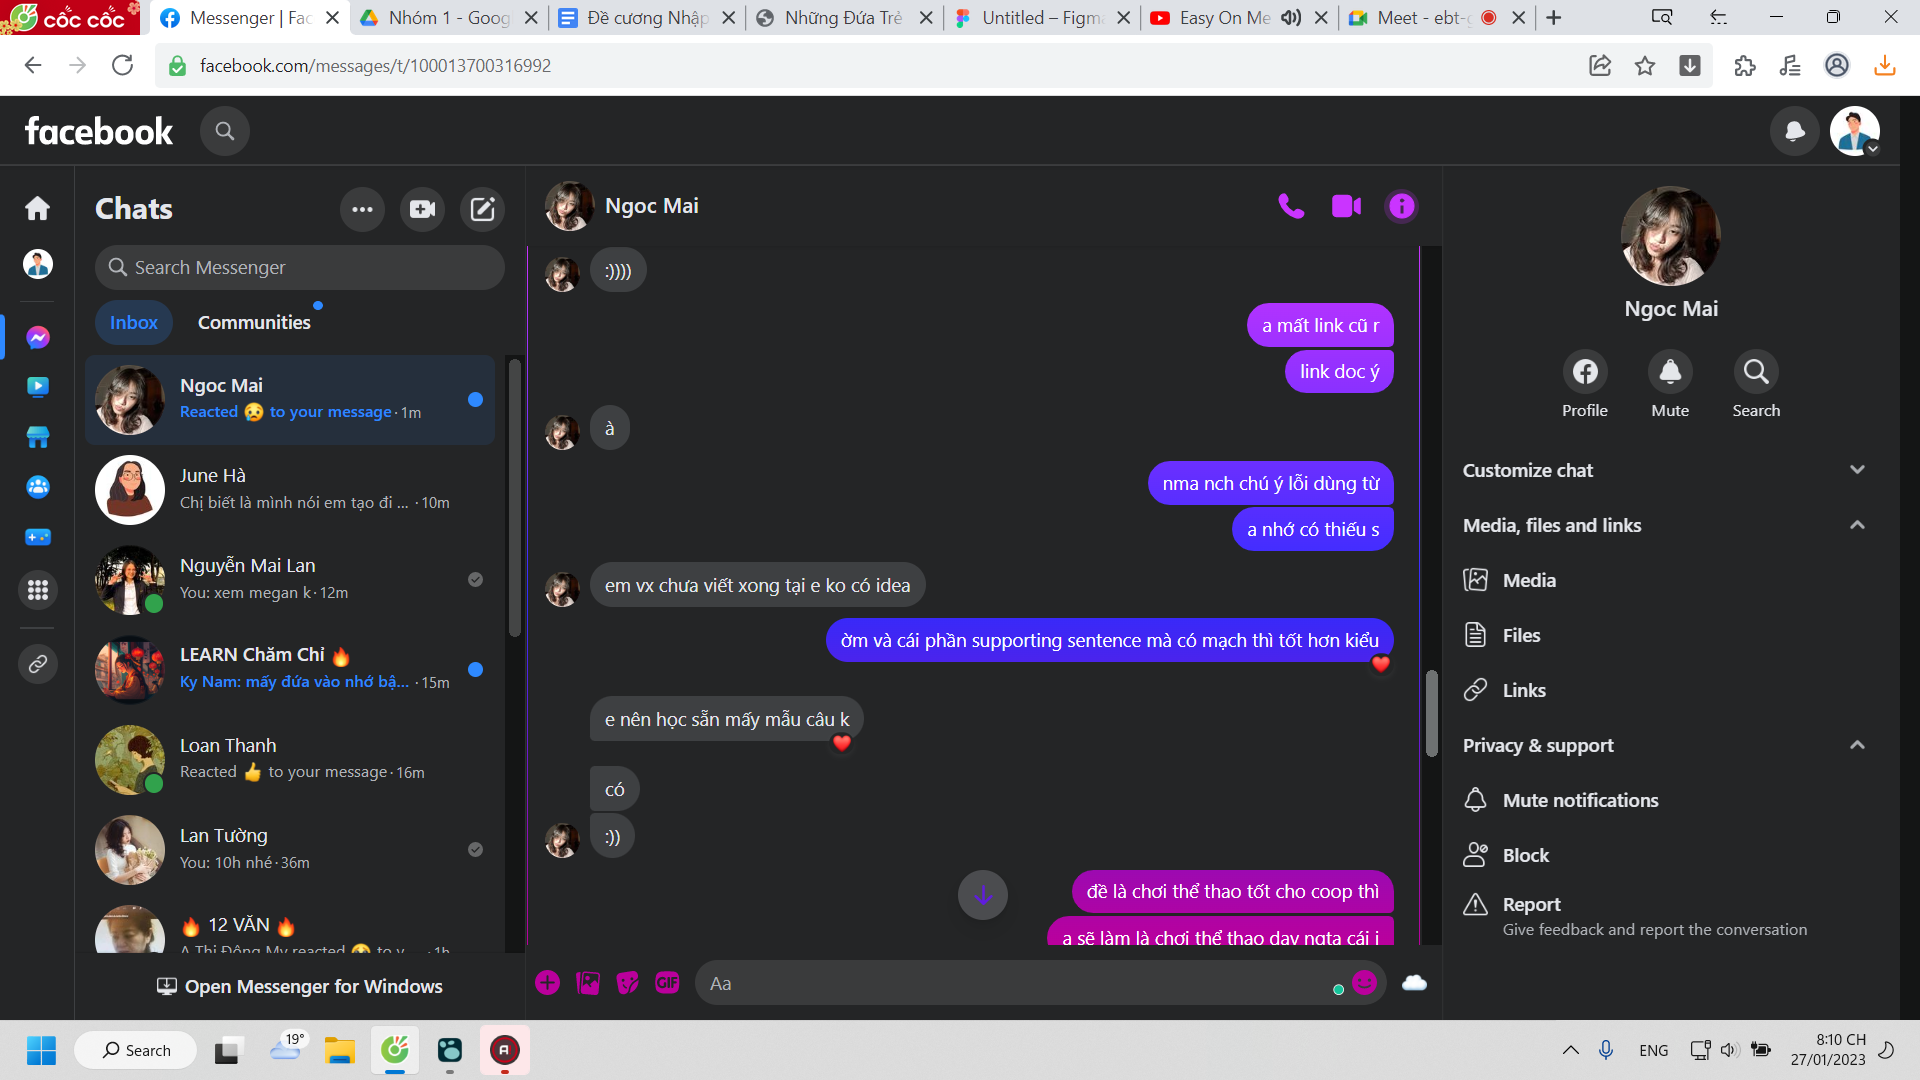 cốc cốc
Messenger | Fac
Nhóm 1 - Goog
Đề cương Nhập
Những Đứa Trẻ
Untitled – Figma
Easy On Me
Meet - ebt-g
facebook.com/messages/t/100013700316992
facebook
Chats
Search Messenger
Inbox
Communities
Ngoc Mai
Reacted 😥 to your message · 1m
June Hà
Chị biết là mình nói em tạo đi ... · 10m
Nguyễn Mai Lan
You: xem megan k · 12m
LEARN Chăm Chỉ 🔥
Ky Nam: mấy đứa vào nhớ bậ... · 15m
Loan Thanh
Reacted 👍 to your message · 16m
Lan Tường
You: 10h nhé · 36m
🔥 12 VĂN 🔥
A Thị Đông My reacted 😥 to y... · 1h
Open Messenger for Windows
Ngoc Mai
:))))
a mất link cũ r
link doc ý
à
nma nch chú ý lỗi dùng từ
a nhớ có thiếu s
em vx chưa viết xong tại e ko có idea
ờm và cái phần supporting sentence mà có mạch thì tốt hơn kiểu
e nên học sẵn mấy mẫu câu k
có
:))
đề là chơi thể thao tốt cho coop thì
a sẽ làm là chơi thể thao dạy ngta cái j
GIF
Aa
Ngoc Mai
Profile
Mute
Search
Customize chat
Media, files and links
Media
Files
Links
Privacy & support
Mute notifications
Block
Report
Give feedback and report the conversation
Search
19°
A
ENG
8:10 CH
27/01/2023